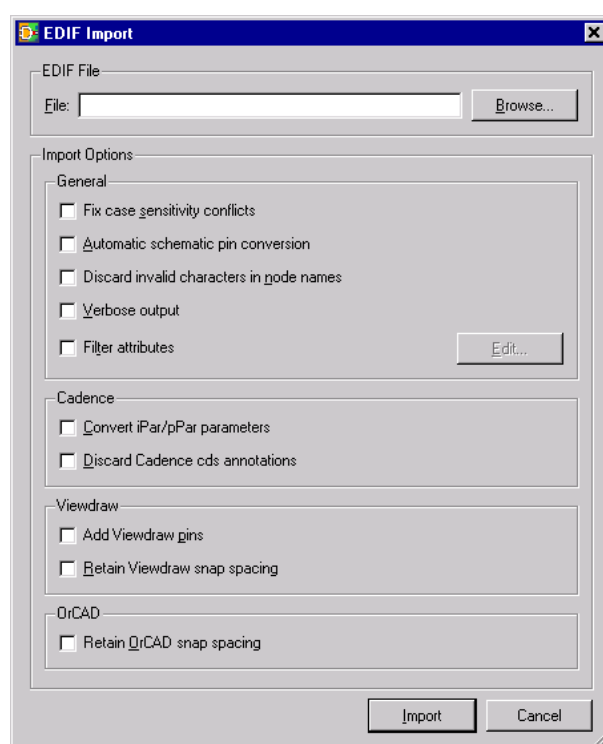 EDIF Import
EDIF File
File:
Browse...
Import Options
General
Fix case sensitivity conflicts
Automatic schematic pin conversion
Discard invalid characters in node names
Verbose output
Filter attributes
Edit...
Cadence
Convert iPar/pPar parameters
Discard Cadence cds annotations
Viewdraw
Add Viewdraw pins
Retain Viewdraw snap spacing
OrCAD
Retain OrCAD snap spacing
Import
Cancel